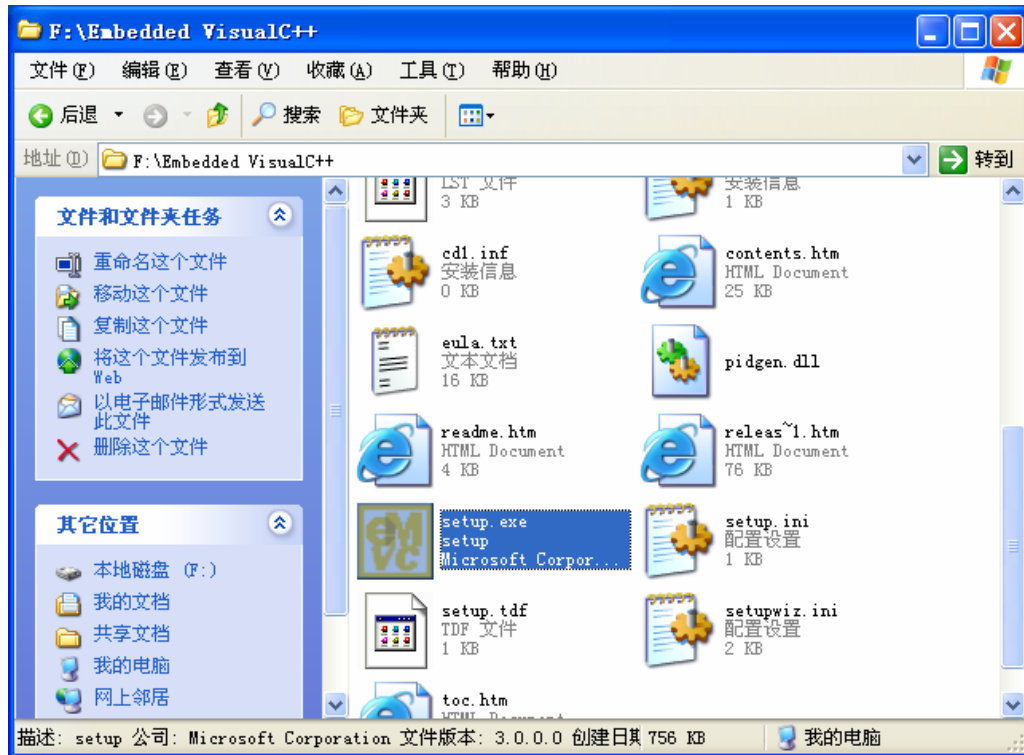 F:\Embedded VisualC++
文件(F) 编辑(E) 查看(V) 收藏(A) 工具(T) 帮助(H)
后退 搜索 文件夹
地址(D) F:\Embedded VisualC++ 转到
文件和文件夹任务
重命名这个文件
移动这个文件
复制这个文件
将这个文件发布到
Web
以电子邮件形式发送
此文件
删除这个文件
其它位置
本地磁盘 (F:)
我的文档
共享文档
我的电脑
网上邻居
LST 文件
3 KB
安装信息
1 KB
cd1.inf
安装信息
0 KB
contents.htm
HTML Document
25 KB
eula.txt
文本文档
16 KB
pidgen.dll
readme.htm
HTML Document
4 KB
releas~1.htm
HTML Document
76 KB
eMVC
setup.exe
setup
Microsoft Corpor...
setup.ini
配置设置
1 KB
setup.tdf
TDF 文件
1 KB
setupwiz.ini
配置设置
2 KB
toc.htm
HTML Document
描述: setup 公司: Microsoft Corporation 文件版本: 3.0.0.0 创建日期 756 KB 我的电脑